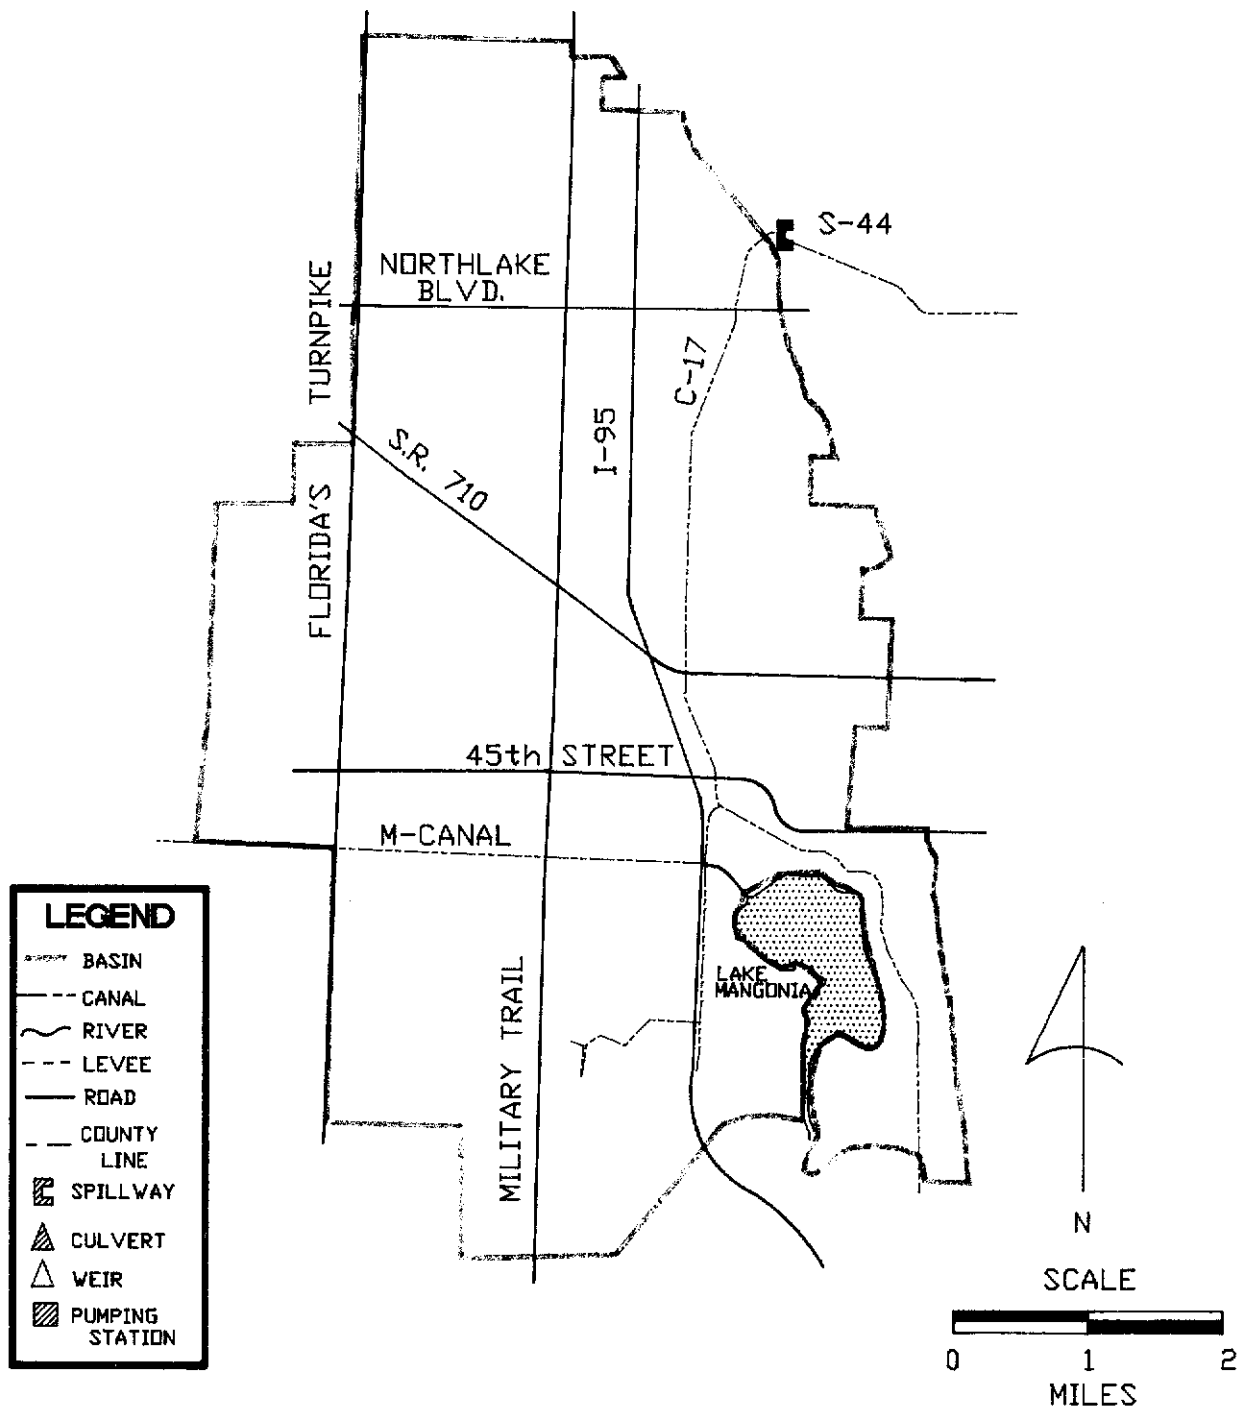 S-44
NORTHLAKE
BLVD.
FLORIDA'S TURNPIKE
C-17
I-95
S.R. 710
45th STREET
M-CANAL
LAKE
MANGONIA
MILITARY TRAIL
LEGEND
BASIN
CANAL
RIVER
LEVEE
ROAD
COUNTY
LINE
SPILLWAY
CULVERT
WEIR
PUMPING
STATION
N
SCALE
0 1 2
MILES